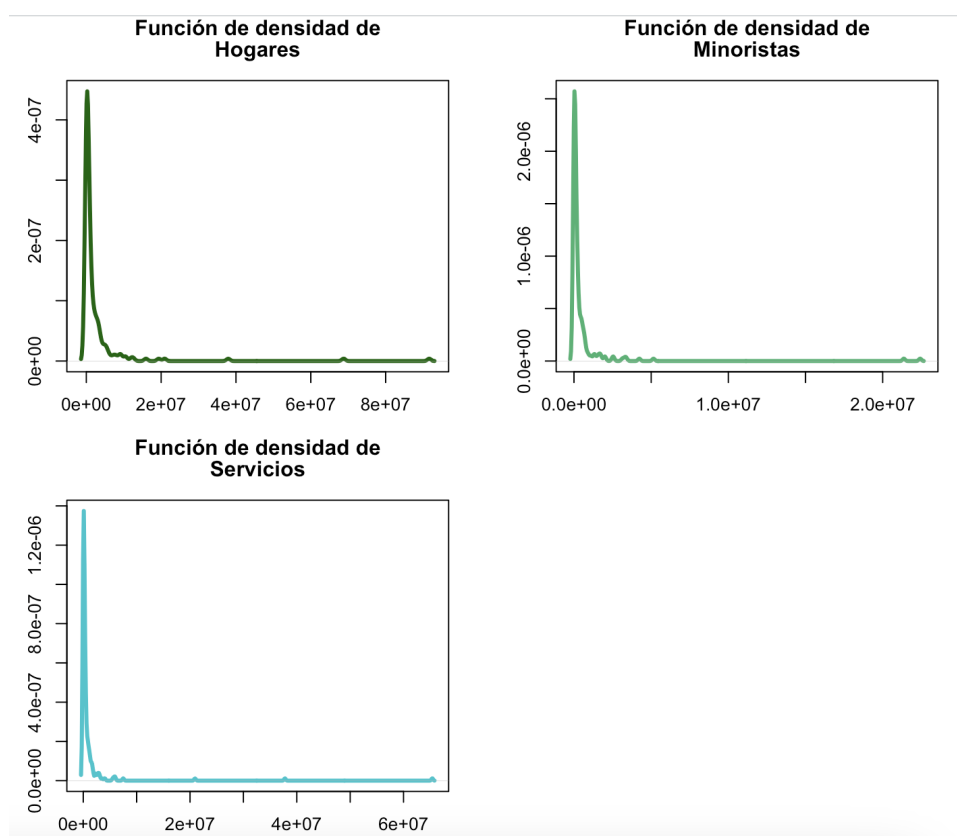 Función de densidad de
Hogares
4e-07
2e-07
0e+00
0e+00 2e+07 4e+07 6e+07 8e+07
Función de densidad de
Minoristas
2.0e-06
1.0e-06
0.0e+00
0.0e+00 1.0e+07 2.0e+07
Función de densidad de
Servicios
1.2e-06
8.0e-07
4.0e-07
0.0e+00
0e+00 2e+07 4e+07 6e+07